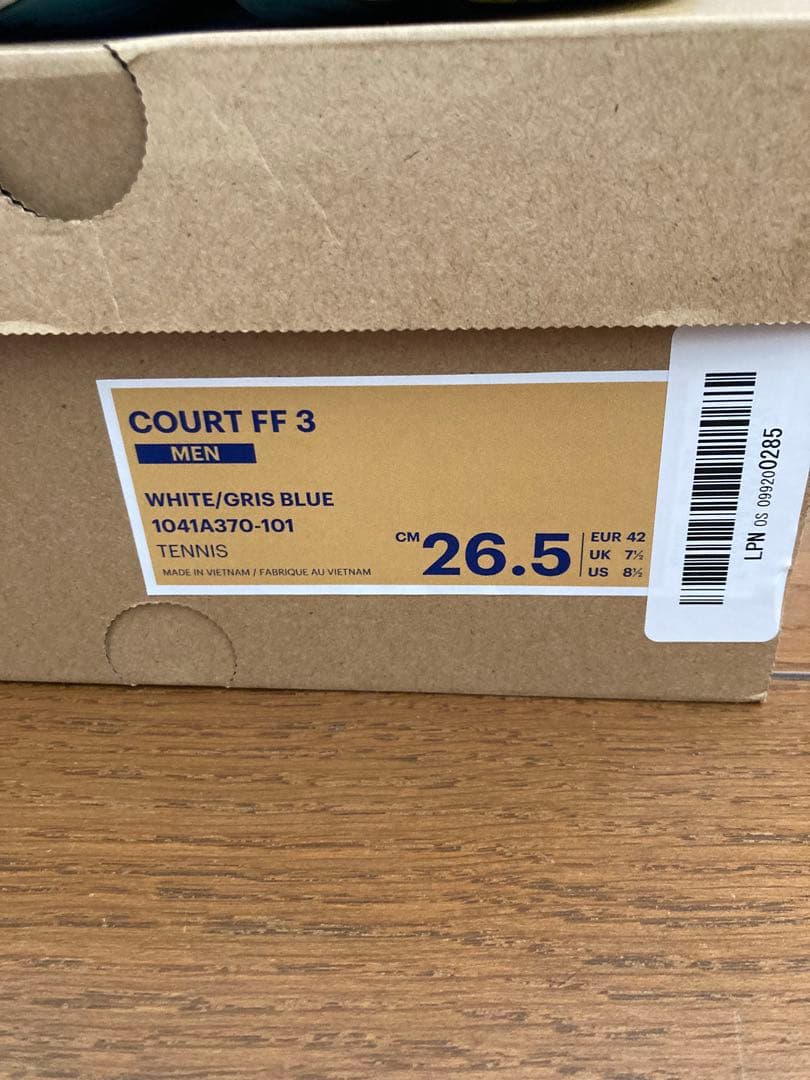 COURT FF 3
MEN
WHITE/GRIS BLUE
1041A370-101
TENNIS
MADE IN VIETNAM / FABRIQUE AU VIETNAM
CM 26.5
EUR 42
UK 7½
US 8½
LPN OS 099200285